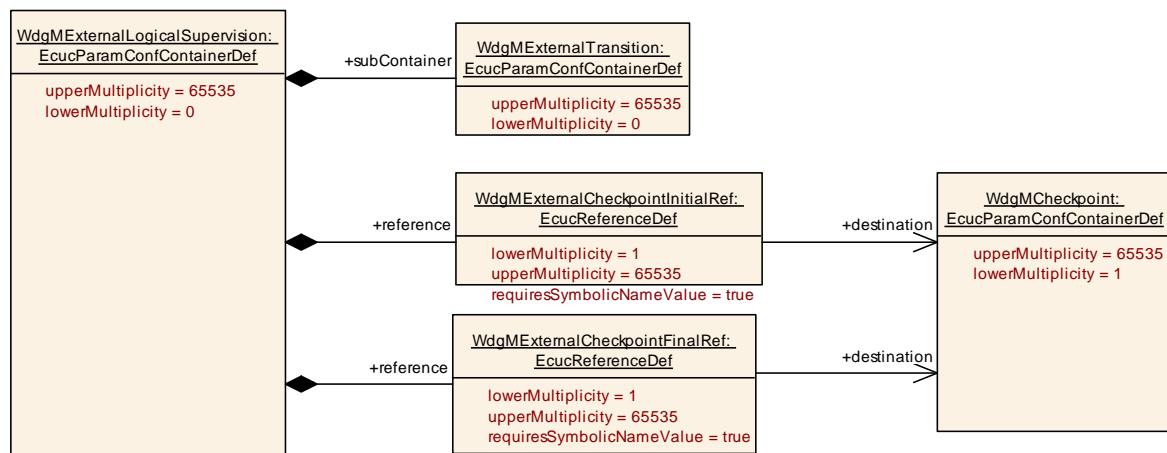 WdgMExternalLogicalSupervision:
EcucParamConfContainerDef
upperMultiplicity = 65535
lowerMultiplicity = 0
+subContainer
WdgMExternalTransition:
EcucParamConfContainerDef
upperMultiplicity = 65535
lowerMultiplicity = 0
+reference
WdgMExternalCheckpointInitialRef:
EcucReferenceDef
lowerMultiplicity = 1
upperMultiplicity = 65535
requiresSymbolicNameValue = true
+destination
WdgMCheckpoint:
EcucParamConfContainerDef
upperMultiplicity = 65535
lowerMultiplicity = 1
+reference
WdgMExternalCheckpointFinalRef:
EcucReferenceDef
lowerMultiplicity = 1
upperMultiplicity = 65535
requiresSymbolicNameValue = true
+destination